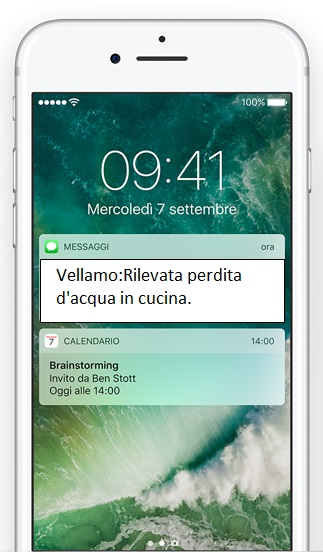 100%
09:41
Mercoledì 7 settembre
MESSAGGI ora
Vellamo:Rilevata perdita
d'acqua in cucina.
7 CALENDARIO 14:00
Brainstorming
Invito da Ben Stott
Oggi alle 14:00